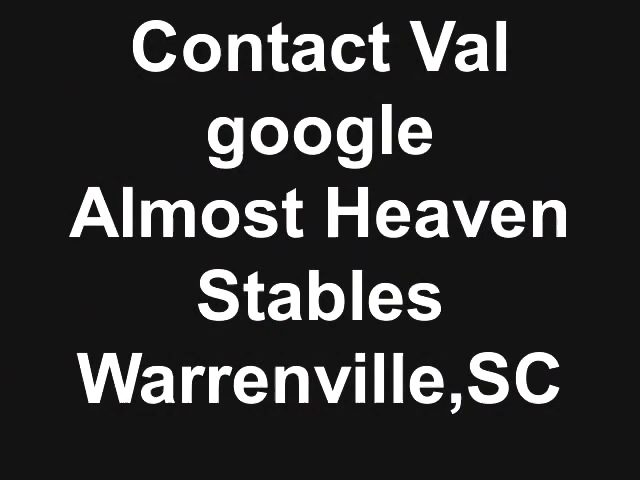 Contact Val
google
Almost Heaven
Stables
Warrenville,SC